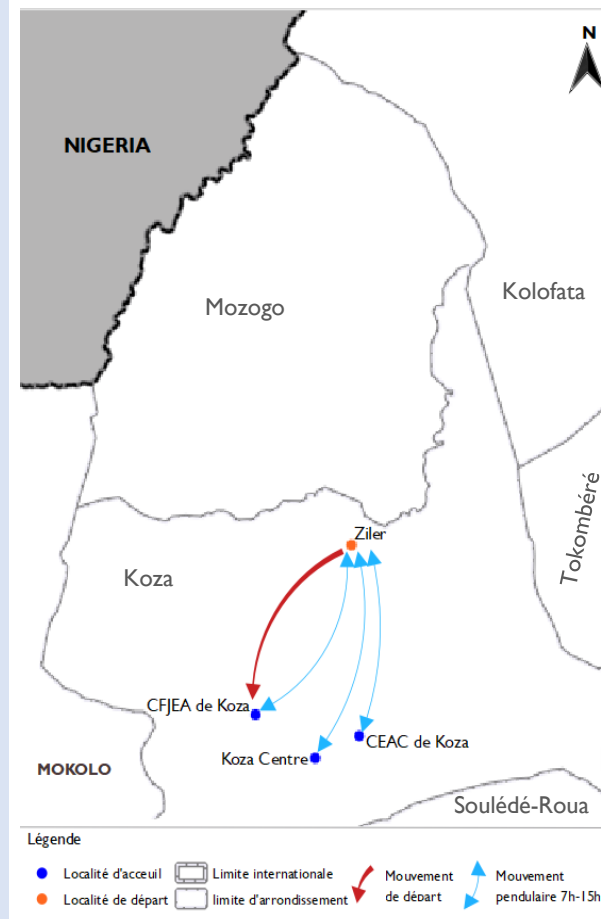 N
NIGERIA
Mozogo
Kolofata
Tokombéré
Ziler
Koza
CFJEA de Koza
CEAC de Koza
Koza Centre
MOKOLO
Soulédé-Roua
Légende
Localité d'acceuil
Limite internationale
Mouvement
de départ
Mouvement
pendulaire 7h-15h
Localité de départ
limite d'arrondissement